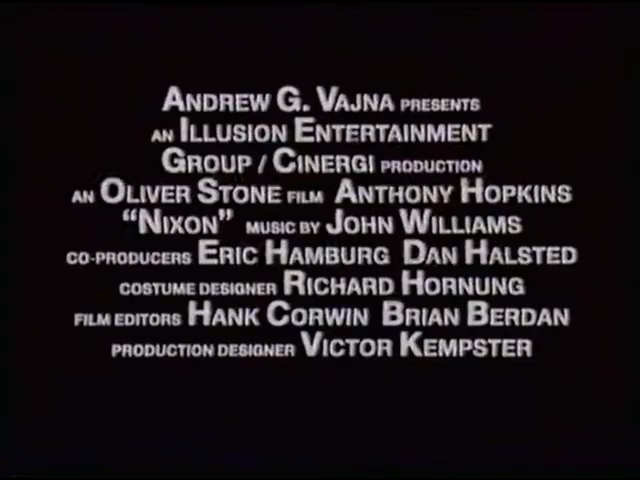 ANDREW G. VAJNA PRESENTS
AN ILLUSION ENTERTAINMENT
GROUP / CINERGI PRODUCTION
AN OLIVER STONE FILM ANTHONY HOPKINS
“NIXON” MUSIC BY JOHN WILLIAMS
CO-PRODUCERS ERIC HAMBURG DAN HALSTED
COSTUME DESIGNER RICHARD HORNUNG
FILM EDITORS HANK CORWIN BRIAN BERDAN
PRODUCTION DESIGNER VICTOR KEMPSTER